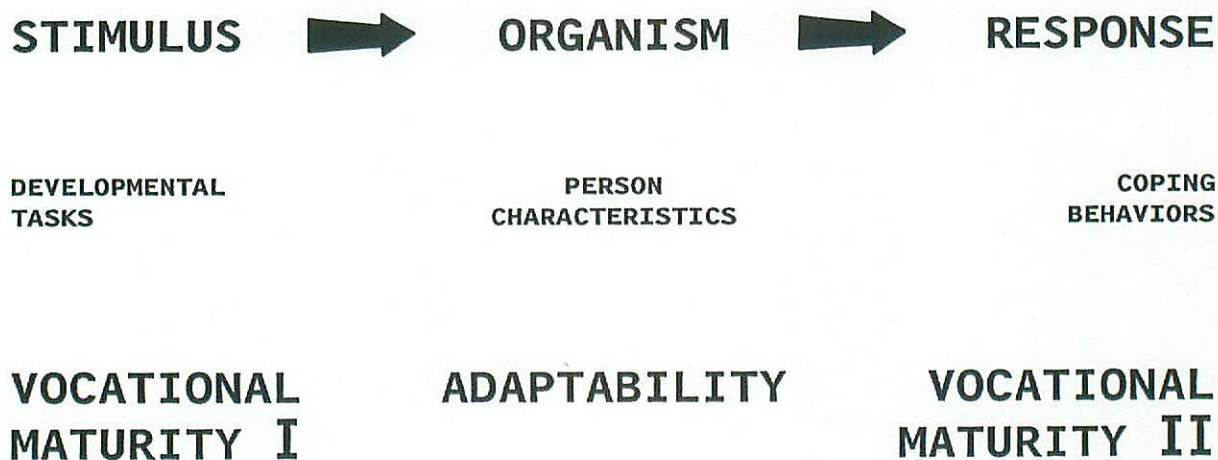 STIMULUS ORGANISM RESPONSE
DEVELOPMENTAL TASKS
PERSON CHARACTERISTICS
COPING BEHAVIORS
VOCATIONAL MATURITY I
ADAPTABILITY
VOCATIONAL MATURITY II